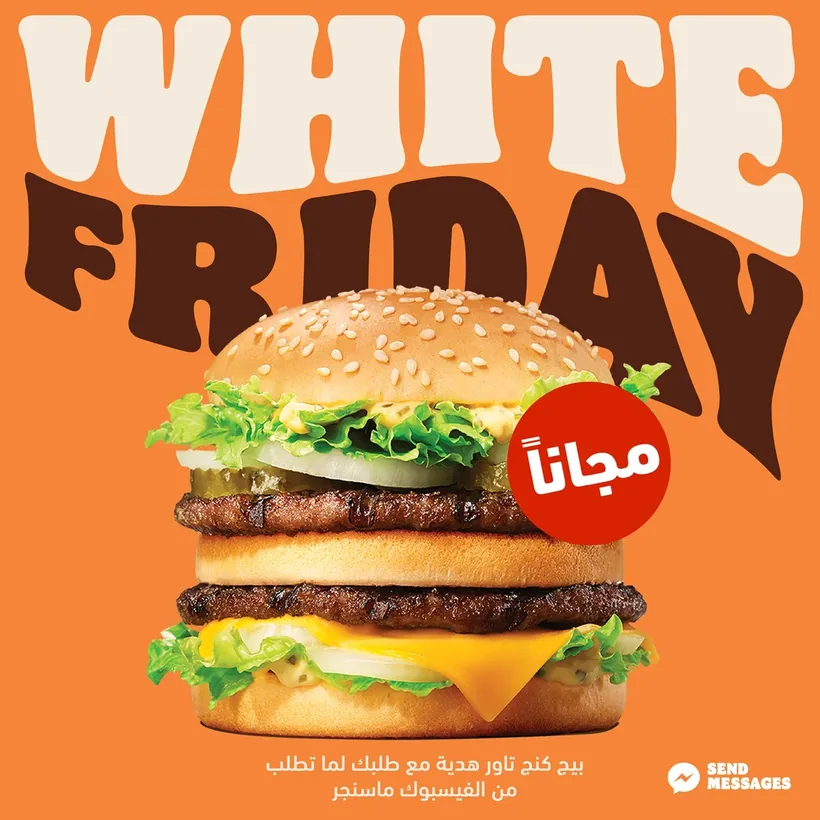 WHITE
FRIDAY
مجاناً
بيج كنج تاور هدية مع طلبك لما تطلب
من الفيسبوك ماسنجر
SEND
MESSAGES